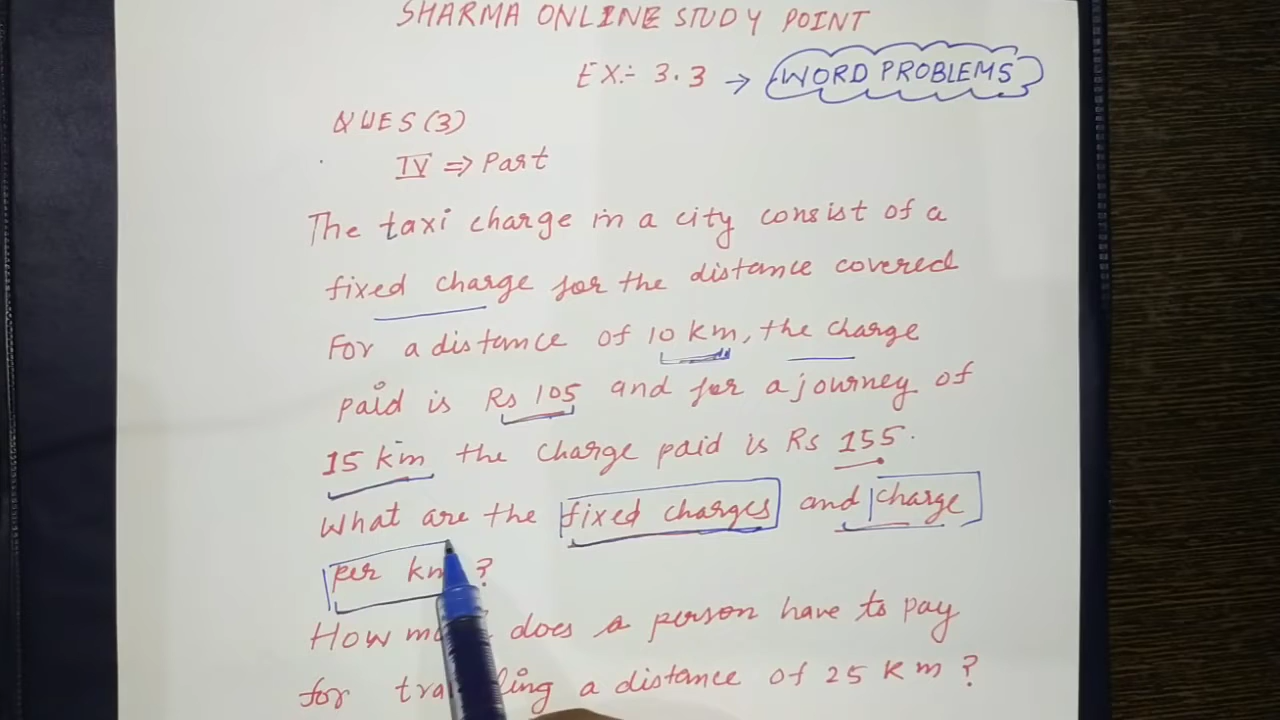 SHARMA ONLINE STUDY POINT
EX:- 3.3 → WORD PROBLEMS
QUES (3)
IV ⇒ Part
The taxi charge in a city consist of a
fixed charge for the distance covered
For a distance of 10 km, the charge
paid is Rs 105 and for a journey of
15 km the charge paid is Rs 155.
What are the fixed charges and charge
per km ?
How does a person have to pay
for a distance of 25 km ?